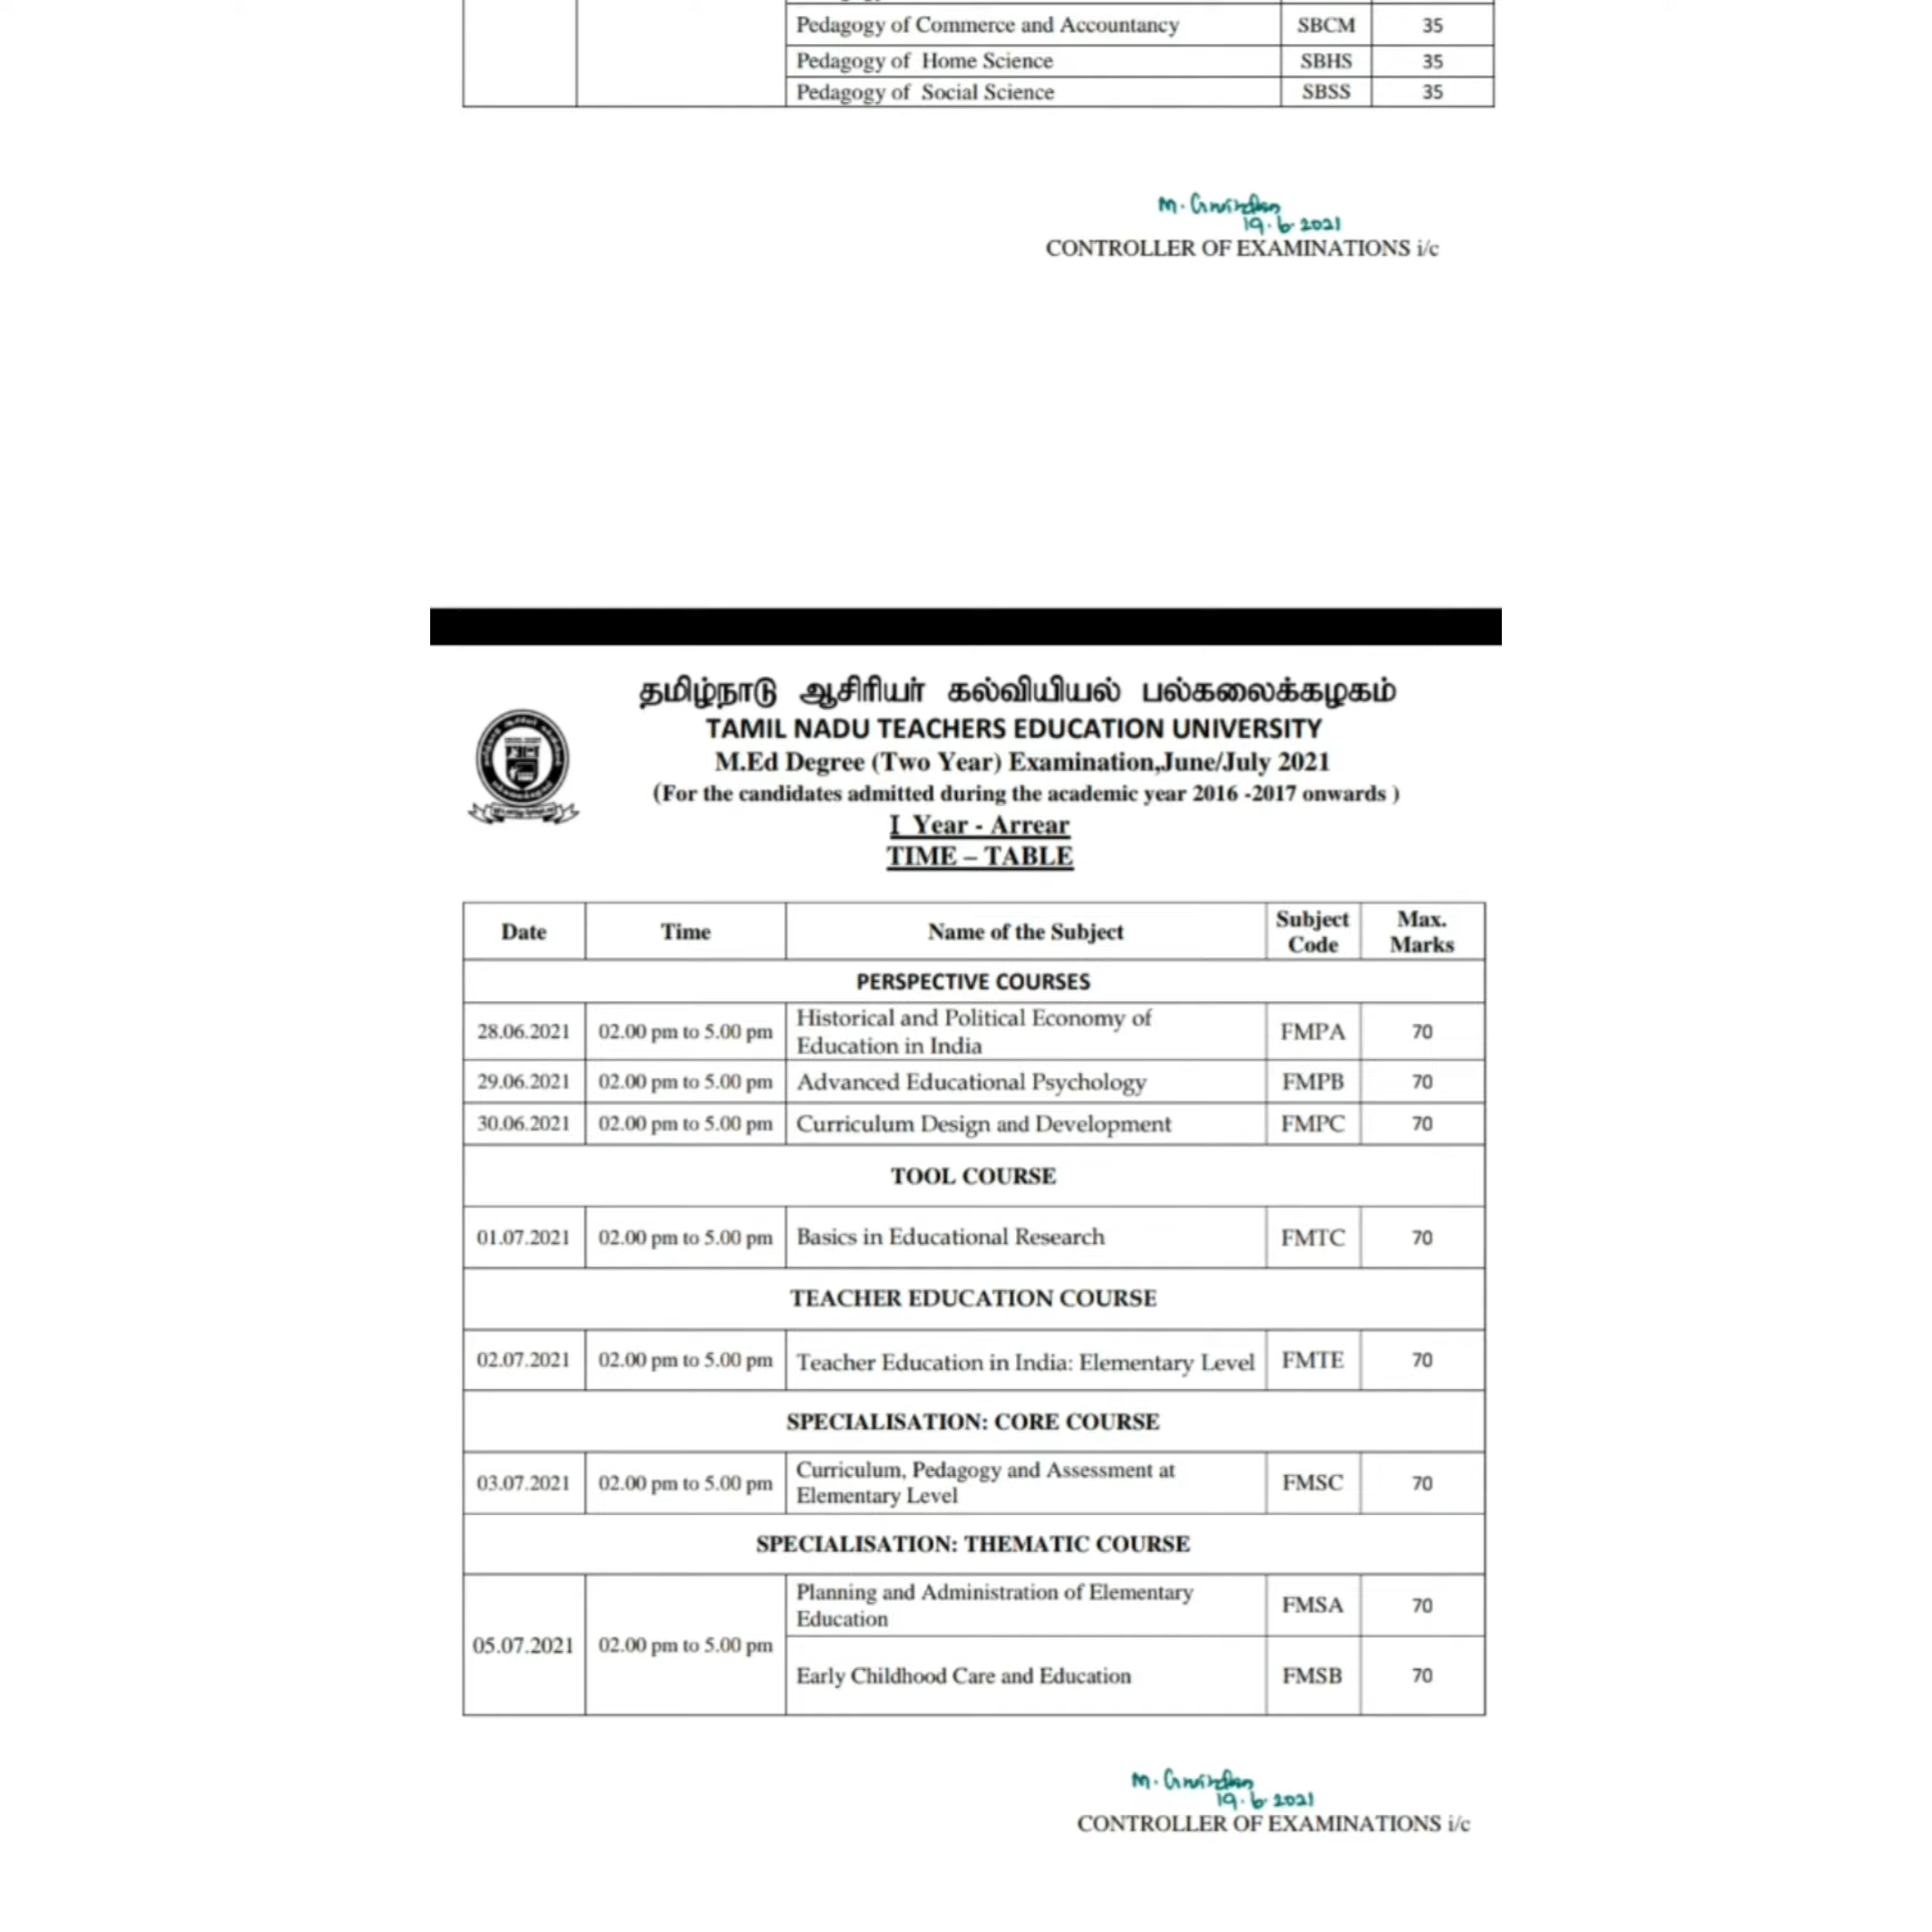 Pedagogy of Commerce and Accountancy SBCM 35
Pedagogy of Home Science SBHS 35
Pedagogy of Social Science SBSS 35
19.6.2021
CONTROLLER OF EXAMINATIONS i/c
தமிழ்நாடு ஆசிரியர் கல்வியியல் பல்கலைக்கழகம்
TAMIL NADU TEACHERS EDUCATION UNIVERSITY
M.Ed Degree (Two Year) Examination,June/July 2021
(For the candidates admitted during the academic year 2016 -2017 onwards )
I Year - Arrear
TIME – TABLE
Date Time Name of the Subject Subject Code Max. Marks
PERSPECTIVE COURSES
28.06.2021 02.00 pm to 5.00 pm Historical and Political Economy of
Education in India FMPA 70
29.06.2021 02.00 pm to 5.00 pm Advanced Educational Psychology FMPB 70
30.06.2021 02.00 pm to 5.00 pm Curriculum Design and Development FMPC 70
TOOL COURSE
01.07.2021 02.00 pm to 5.00 pm Basics in Educational Research FMTC 70
TEACHER EDUCATION COURSE
02.07.2021 02.00 pm to 5.00 pm Teacher Education in India: Elementary Level FMTE 70
SPECIALISATION: CORE COURSE
03.07.2021 02.00 pm to 5.00 pm Curriculum, Pedagogy and Assessment at
Elementary Level FMSC 70
SPECIALISATION: THEMATIC COURSE
05.07.2021 02.00 pm to 5.00 pm Planning and Administration of Elementary
Education FMSA 70
Early Childhood Care and Education FMSB 70
19.6.2021
CONTROLLER OF EXAMINATIONS i/c